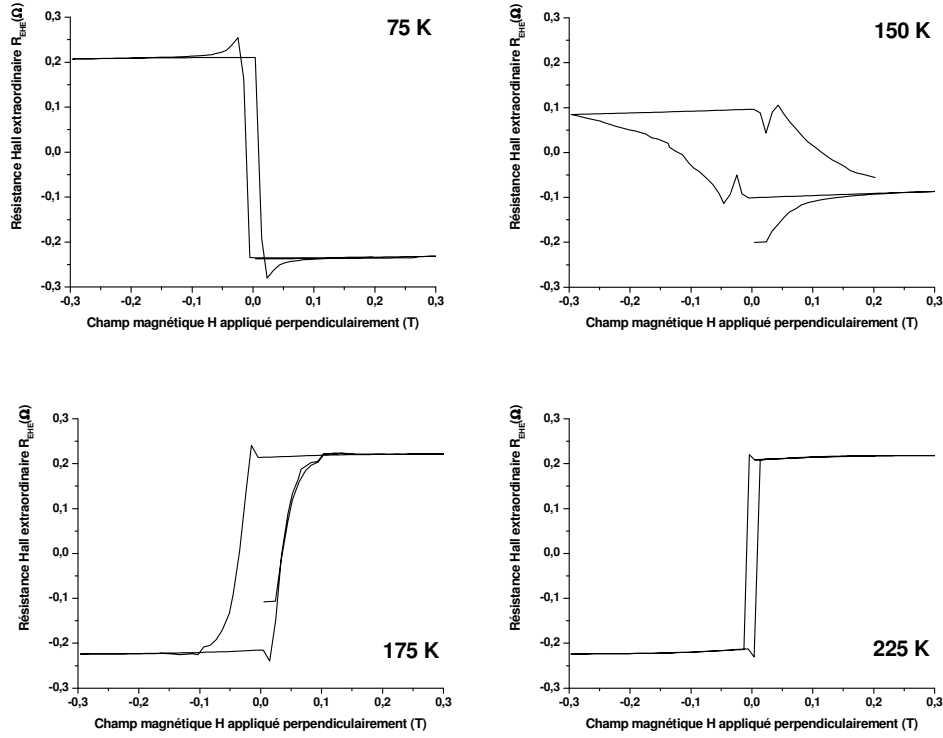 75 K
Résistance Hall extraordinaire R_EHE(Ω)
0,3
0,2
0,1
0,0
-0,1
-0,2
-0,3
-0,3 -0,2 -0,1 0,0 0,1 0,2 0,3
Champ magnétique H appliqué perpendiculairement (T)
150 K
Résistance Hall extraordinaire R_EHE(Ω)
0,3
0,2
0,1
0,0
-0,1
-0,2
-0,3
-0,3 -0,2 -0,1 0,0 0,1 0,2 0,3
Champ magnétique H appliqué perpendiculairement (T)
175 K
Résistance Hall extraordinaire R_EHE(Ω)
0,3
0,2
0,1
0,0
-0,1
-0,2
-0,3
-0,3 -0,2 -0,1 0,0 0,1 0,2 0,3
Champ magnétique H appliqué perpendiculairement (T)
225 K
Résistance Hall extraordinaire R_EHE(Ω)
0,3
0,2
0,1
0,0
-0,1
-0,2
-0,3
-0,3 -0,2 -0,1 0,0 0,1 0,2 0,3
Champ magnétique H appliqué perpendiculairement (T)